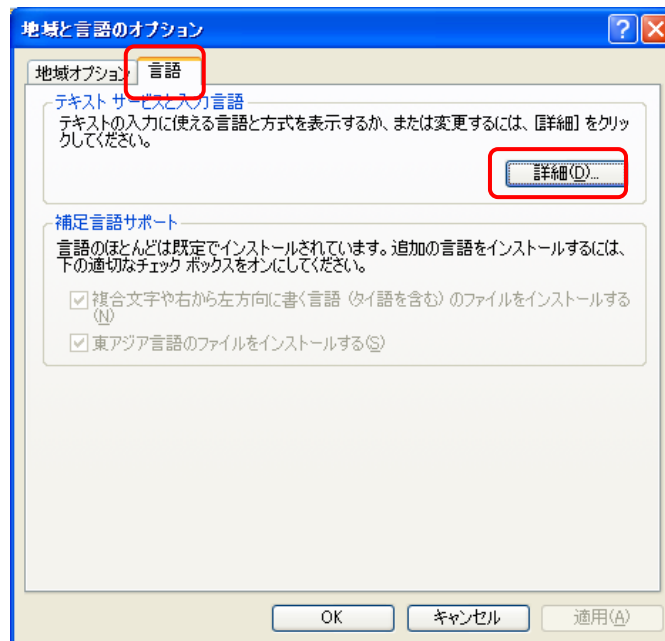 地域と言語のオプション
地域オプション 言語
テキスト サービスと入力言語
テキストの入力に使える言語と方式を表示するか、または変更するには、[詳細] をクリッ
クしてください。
詳細(D)...
補足言語サポート
言語のほとんどは既定でインストールされています。追加の言語をインストールするには、
下の適切なチェック ボックスをオンにしてください。
複合文字や右から左方向に書く言語 (タイ語を含む) のファイルをインストールする
(N)
東アジア言語のファイルをインストールする(S)
OK キャンセル 適用(A)